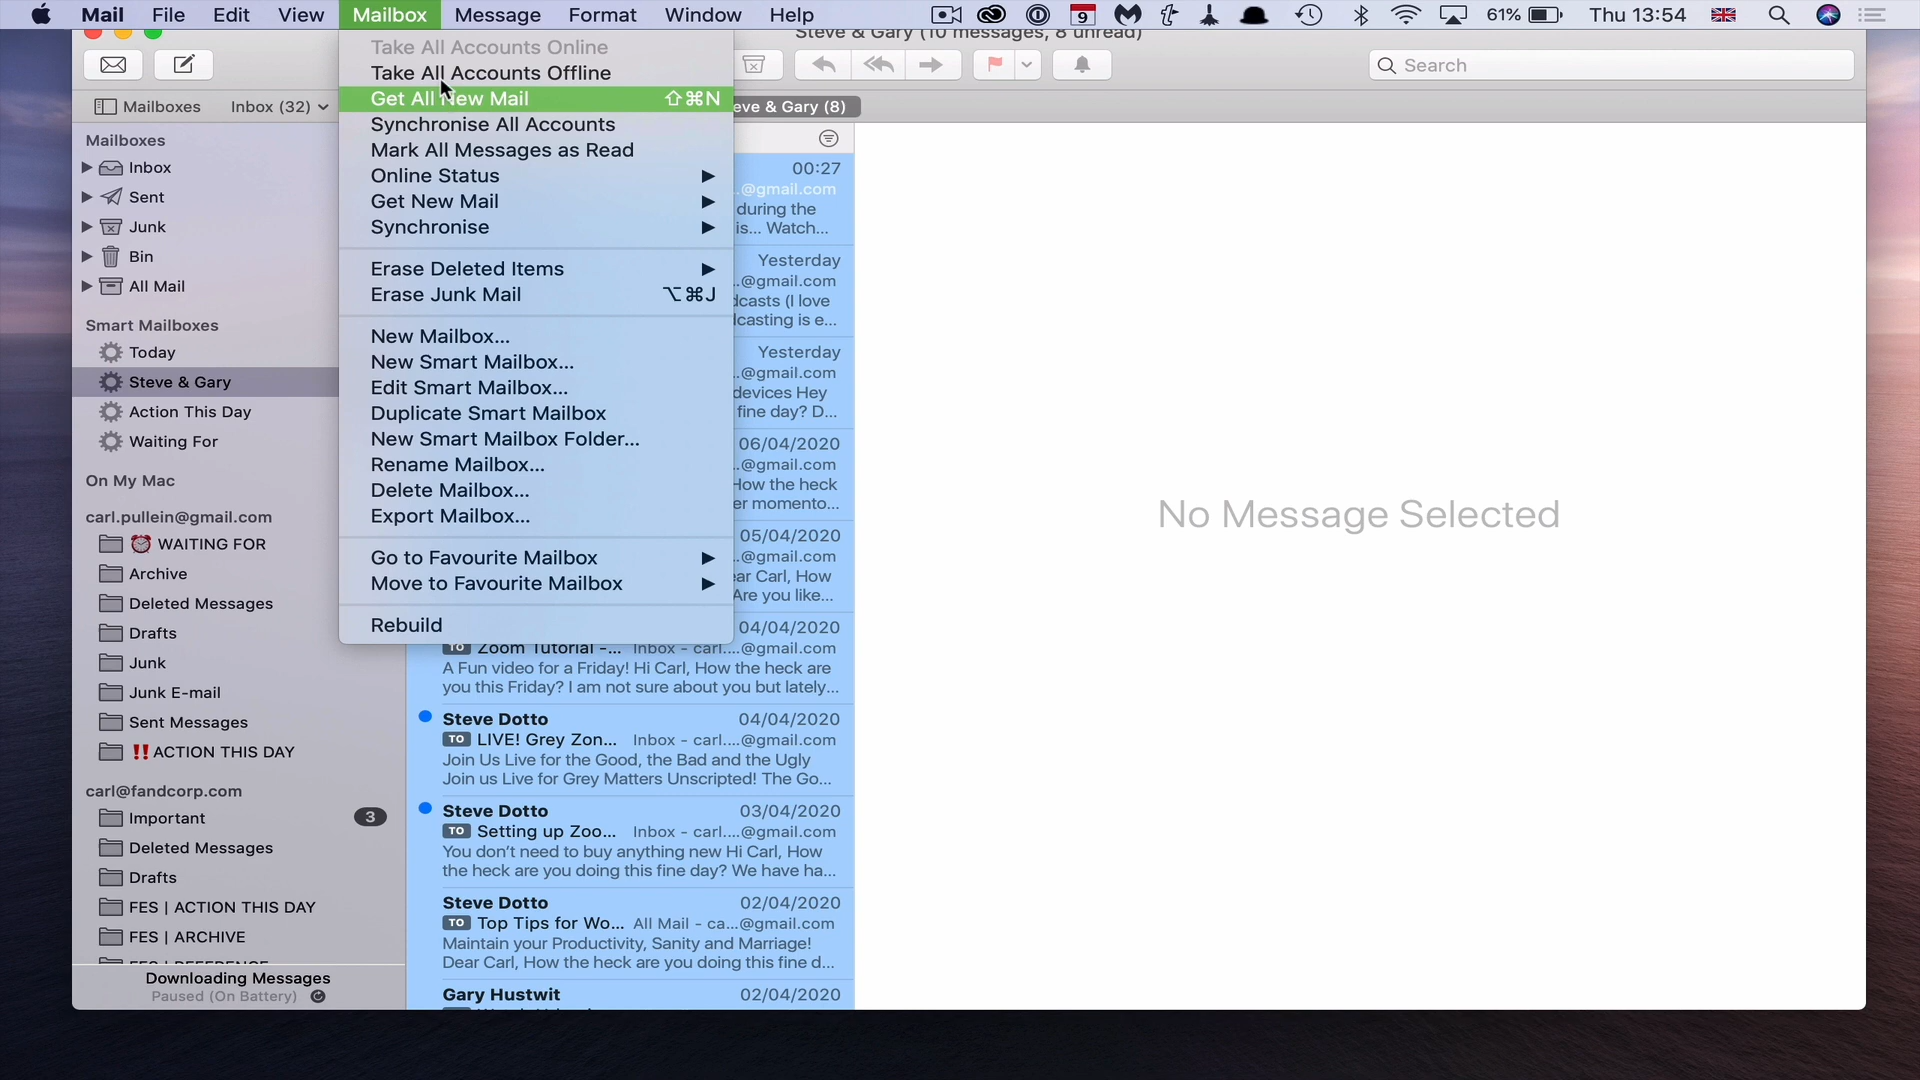 Mail File Edit View Mailbox Message Format Window Help 9 61% Thu 13:54
Steve & Gary (10 messages, 8 unread)
Search
Mailboxes Inbox (32) eve & Gary (8)
Take All Accounts Online
Take All Accounts Offline
Get All New Mail ⇧⌘N
Synchronise All Accounts
Mark All Messages as Read
Online Status
Get New Mail
Synchronise
Erase Deleted Items
Erase Junk Mail ⌥⌘J
New Mailbox...
New Smart Mailbox...
Edit Smart Mailbox...
Duplicate Smart Mailbox
New Smart Mailbox Folder...
Rename Mailbox...
Delete Mailbox...
Export Mailbox...
Go to Favourite Mailbox
Move to Favourite Mailbox
Rebuild
Mailboxes
Inbox
Sent
Junk
Bin
All Mail
Smart Mailboxes
Today
Steve & Gary
Action This Day
Waiting For
On My Mac
carl.pullein@gmail.com
⏰ WAITING FOR
Archive
Deleted Messages
Drafts
Junk
Junk E-mail
Sent Messages
‼️ACTION THIS DAY
carl@fandcorp.com
Important 3
Deleted Messages
Drafts
FES | ACTION THIS DAY
FES | ARCHIVE
FES | REFERENCE
Downloading Messages
Paused (On Battery)
00:27
..@gmail.com
during the
is... Watch...
Yesterday
..@gmail.com
dcasts (I love
casting is e...
Yesterday
..@gmail.com
devices Hey
fine day? D...
06/04/2020
..@gmail.com
How the heck
er momento...
05/04/2020
..@gmail.com
ear Carl, How
Are you like...
04/04/2020
TO Zoom Tutorial -... Inbox - carl....@gmail.com
A Fun video for a Friday! Hi Carl, How the heck are
you this Friday? I am not sure about you but lately...
Steve Dotto 04/04/2020
TO LIVE! Grey Zon... Inbox - carl....@gmail.com
Join Us Live for the Good, the Bad and the Ugly
Join us Live for Grey Matters Unscripted! The Go...
Steve Dotto 03/04/2020
TO Setting up Zoo... Inbox - carl....@gmail.com
You don't need to buy anything new Hi Carl, How
the heck are you doing this fine day? We have ha...
Steve Dotto 02/04/2020
TO Top Tips for Wo... All Mail - ca...@gmail.com
Maintain your Productivity, Sanity and Marriage!
Dear Carl, How the heck are you doing this fine d...
Gary Hustwit 02/04/2020
No Message Selected